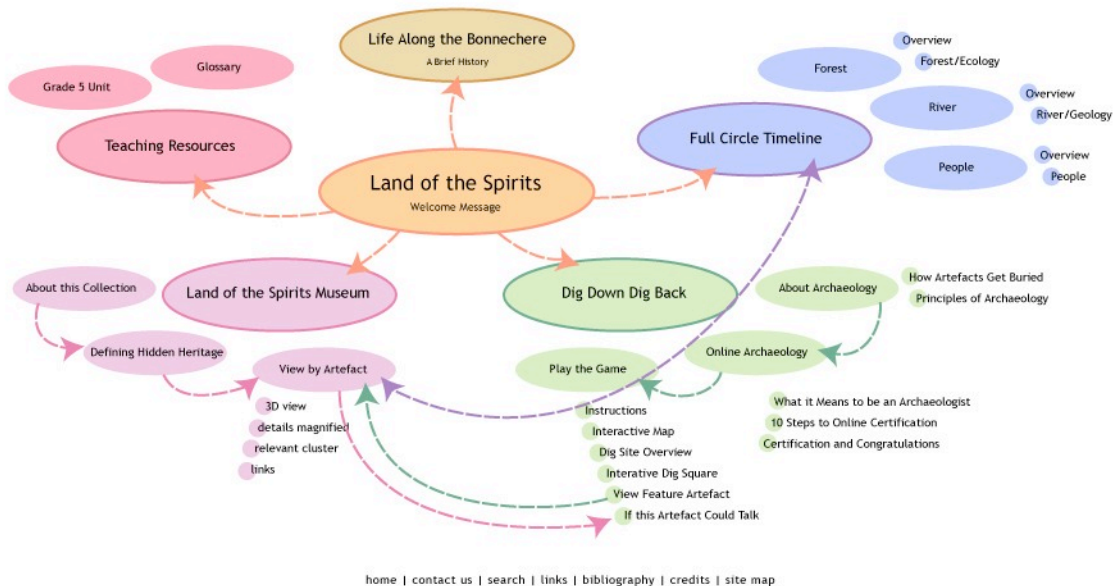 Life Along the Bonnechere
A Brief History
Glossary
Grade 5 Unit
Teaching Resources
Land of the Spirits
Welcome Message
Full Circle Timeline
Forest
Overview
Forest/Ecology
River
Overview
River/Geology
People
Overview
People
About this Collection
Land of the Spirits Museum
Defining Hidden Heritage
View by Artefact
3D view
details magnified
relevant cluster
links
Dig Down Dig Back
About Archaeology
How Artefacts Get Buried
Principles of Archaeology
Online Archaeology
What it Means to be an Archaeologist
10 Steps to Online Certification
Certification and Congratulations
Play the Game
Instructions
Interactive Map
Dig Site Overview
Interative Dig Square
View Feature Artefact
If this Artefact Could Talk
home | contact us | search | links | bibliography | credits | site map